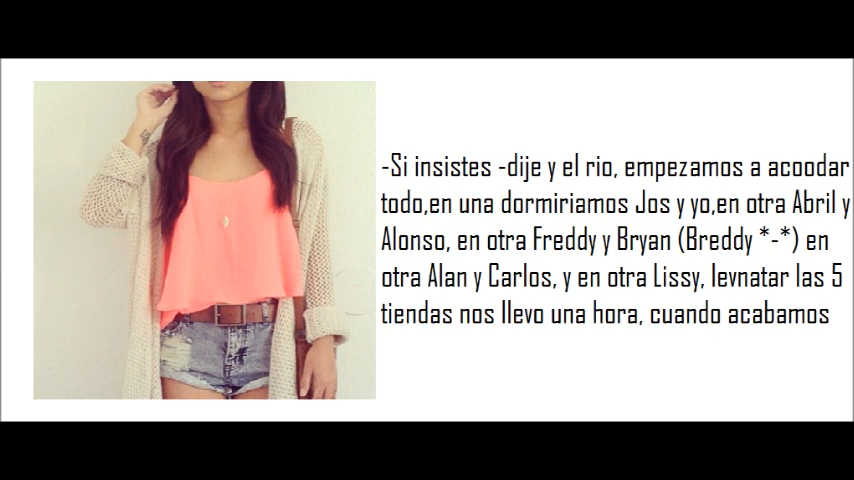 -Si insistes -dije y el rio, empezamos a acoodar
todo,en una dormiriamos Jos y yo,en otra Abril y
Alonso, en otra Freddy y Bryan (Breddy *-*) en
otra Alan y Carlos, y en otra Lissy, levnatar las 5
tiendas nos llevo una hora, cuando acabamos